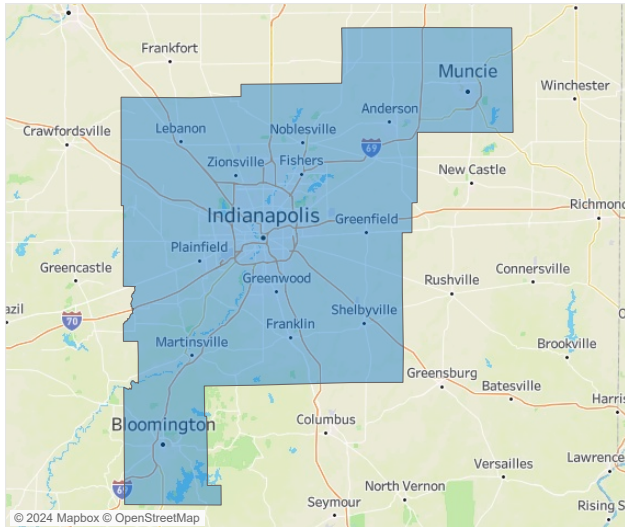 Frankfort
Muncie
Winchester
Anderson
Crawfordsville
Lebanon
Noblesville
Zionsville
Fishers
69
New Castle
Indianapolis
Richmond
Greenfield
Plainfield
Greencastle
Connersville
Greenwood
Rushville
azil
70
Shelbyville
Franklin
Martinsville
Brookville
Greensburg
Batesville
Harris
Bloomington
Columbus
Lawrence
Versailles
69
North Vernon
Seymour
Rising S
© 2024 Mapbox © OpenStreetMap